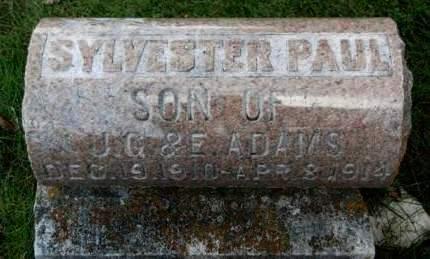 SYLVESTER PAUL
SON OF
J.G. & E. ADAMS
DEC. 19 1910-APR. 8 1914